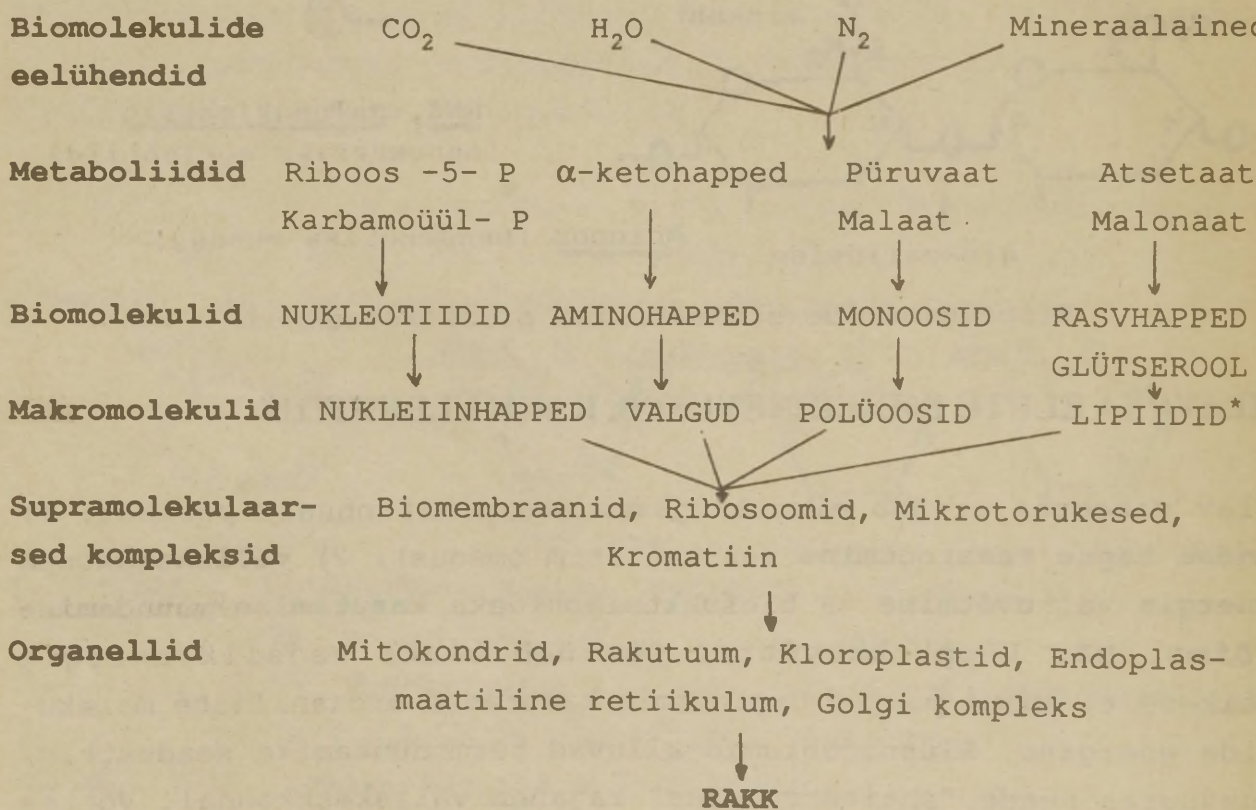 Biomolekulide CO2 H2O N2 Mineraalained
eelühendid
Metaboliidid Riboos -5- P α-ketohapped Püruvaat Atsetaat
Karbamoüül- P Malaat Malonaat
Biomolekulid NUKLEOTIIDID AMINOHAPPED MONOOSID RASVHAPPED
GLÜTSEROOL
Makromolekulid NUKLEIINHAPPED VALGUD POLÜOOSID LIPIIDID*
Supramolekulaar- Biomembraanid, Ribosoomid, Mikrotorukesed,
sed kompleksid Kromatiin
Organellid Mitokondrid, Rakutuum, Kloroplastid, Endoplas-
maatiline retiikulum, Golgi kompleks
RAKK